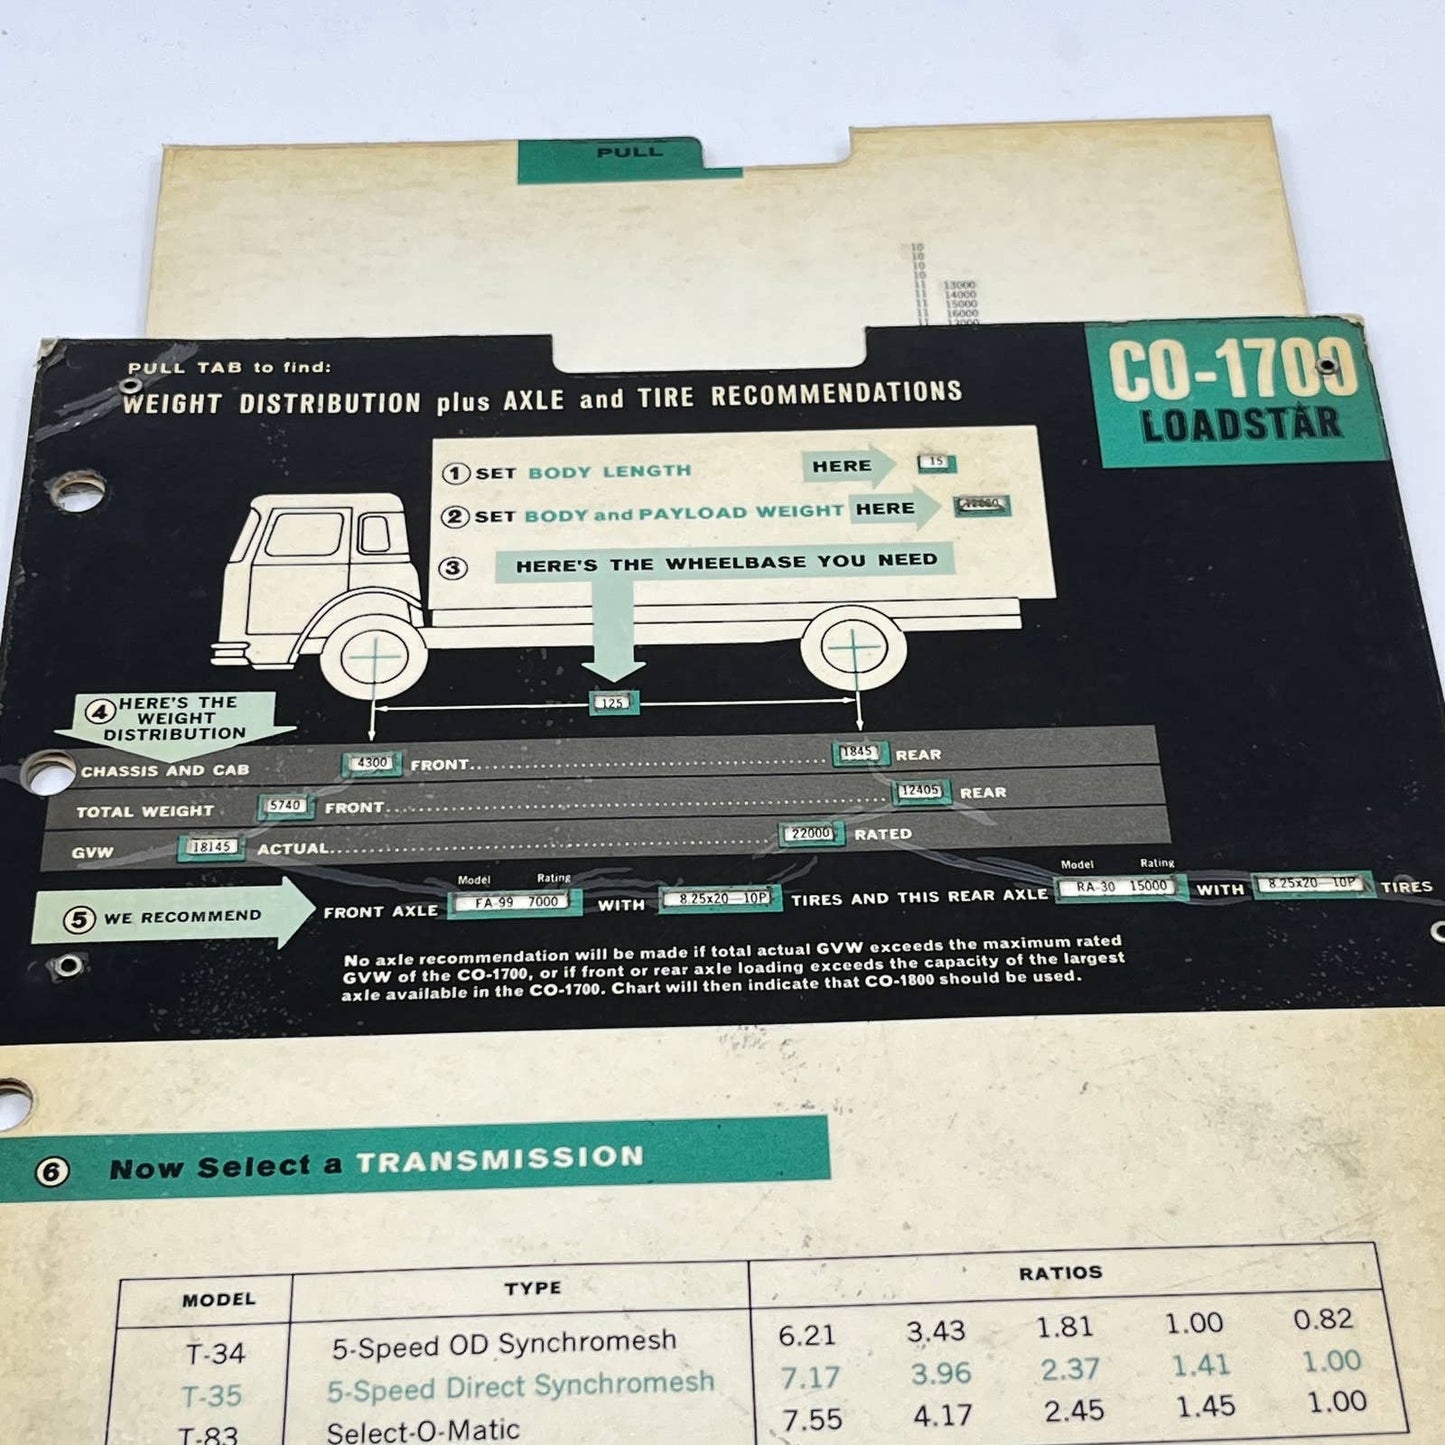 PULL
10
10
10
10
11 13000
11 14000
11 15000
11 16000
11
PULL TAB to find:
WEIGHT DISTRIBUTION plus AXLE and TIRE RECOMMENDATIONS
CO-1700
LOADSTAR
1 SET BODY LENGTH HERE 15
2 SET BODY and PAYLOAD WEIGHT HERE
3 HERE'S THE WHEELBASE YOU NEED
125
4 HERE'S THE
WEIGHT
DISTRIBUTION
CHASSIS AND CAB 4300 FRONT 1845 REAR
TOTAL WEIGHT 5740 FRONT 12405 REAR
GVW 18145 ACTUAL 22000 RATED
Model Rating Model Rating
5 WE RECOMMEND FRONT AXLE FA-99 7000 WITH 8.25x20—10P TIRES AND THIS REAR AXLE RA-30 15000 WITH 8.25x20—10P TIRES
No axle recommendation will be made if total actual GVW exceeds the maximum rated
GVW of the CO-1700, or if front or rear axle loading exceeds the capacity of the largest
axle available in the CO-1700. Chart will then indicate that CO-1800 should be used.
6 Now Select a TRANSMISSION
MODEL TYPE RATIOS
T-34 5-Speed OD Synchromesh 6.21 3.43 1.81 1.00 0.82
T-35 5-Speed Direct Synchromesh 7.17 3.96 2.37 1.41 1.00
T-83 Select-O-Matic 7.55 4.17 2.45 1.45 1.00